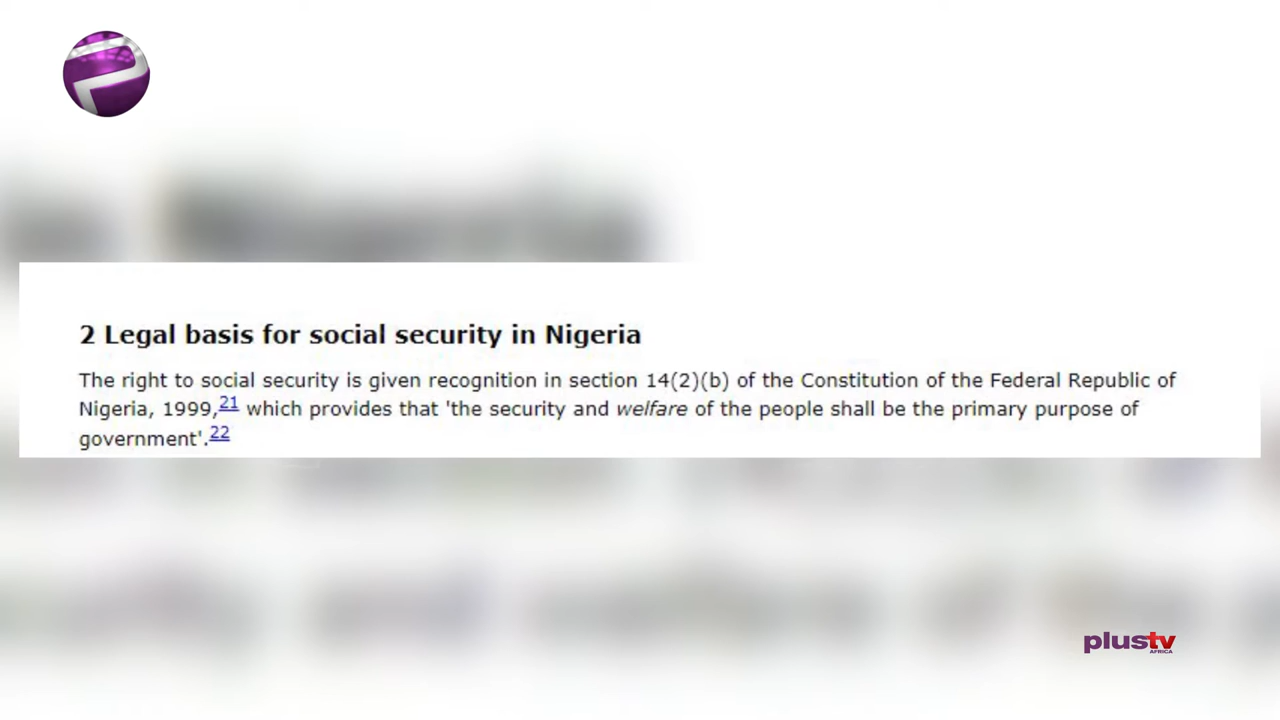 2 Legal basis for social security in Nigeria
The right to social security is given recognition in section 14(2)(b) of the Constitution of the Federal Republic of
Nigeria, 1999,21 which provides that 'the security and welfare of the people shall be the primary purpose of
government'.22
plustv
AFRICA